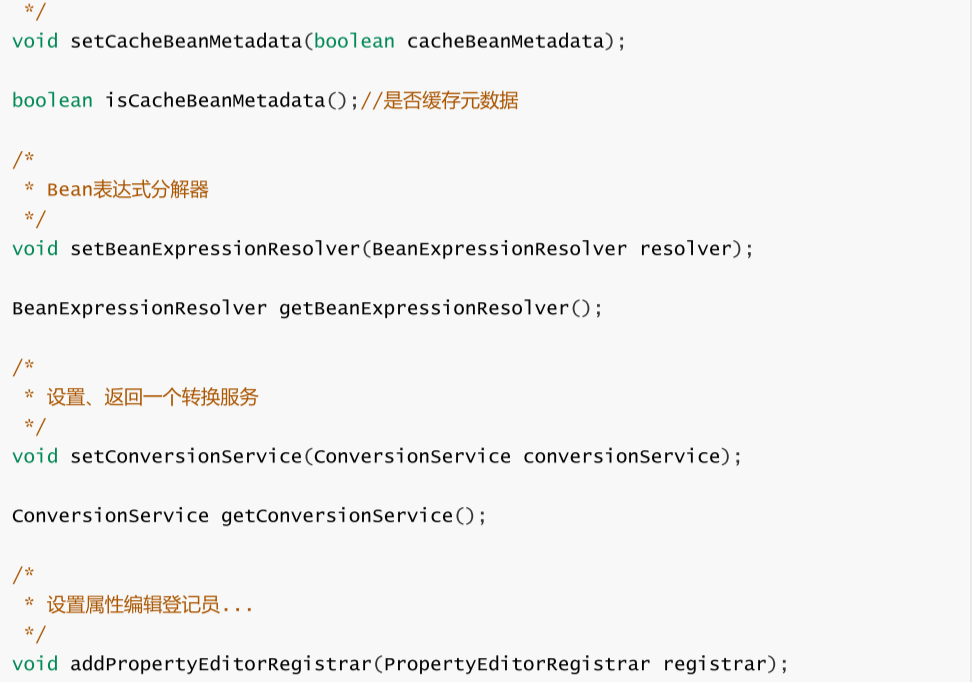 */
void setCacheBeanMetadata(boolean cacheBeanMetadata);
boolean isCacheBeanMetadata();//是否缓存元数据
/*
 * Bean表达式分解器
 */
void setBeanExpressionResolver(BeanExpressionResolver resolver);
BeanExpressionResolver getBeanExpressionResolver();
/*
 * 设置、返回一个转换服务
 */
void setConversionService(ConversionService conversionService);
ConversionService getConversionService();
/*
 * 设置属性编辑登记员...
 */
void addPropertyEditorRegistrar(PropertyEditorRegistrar registrar);